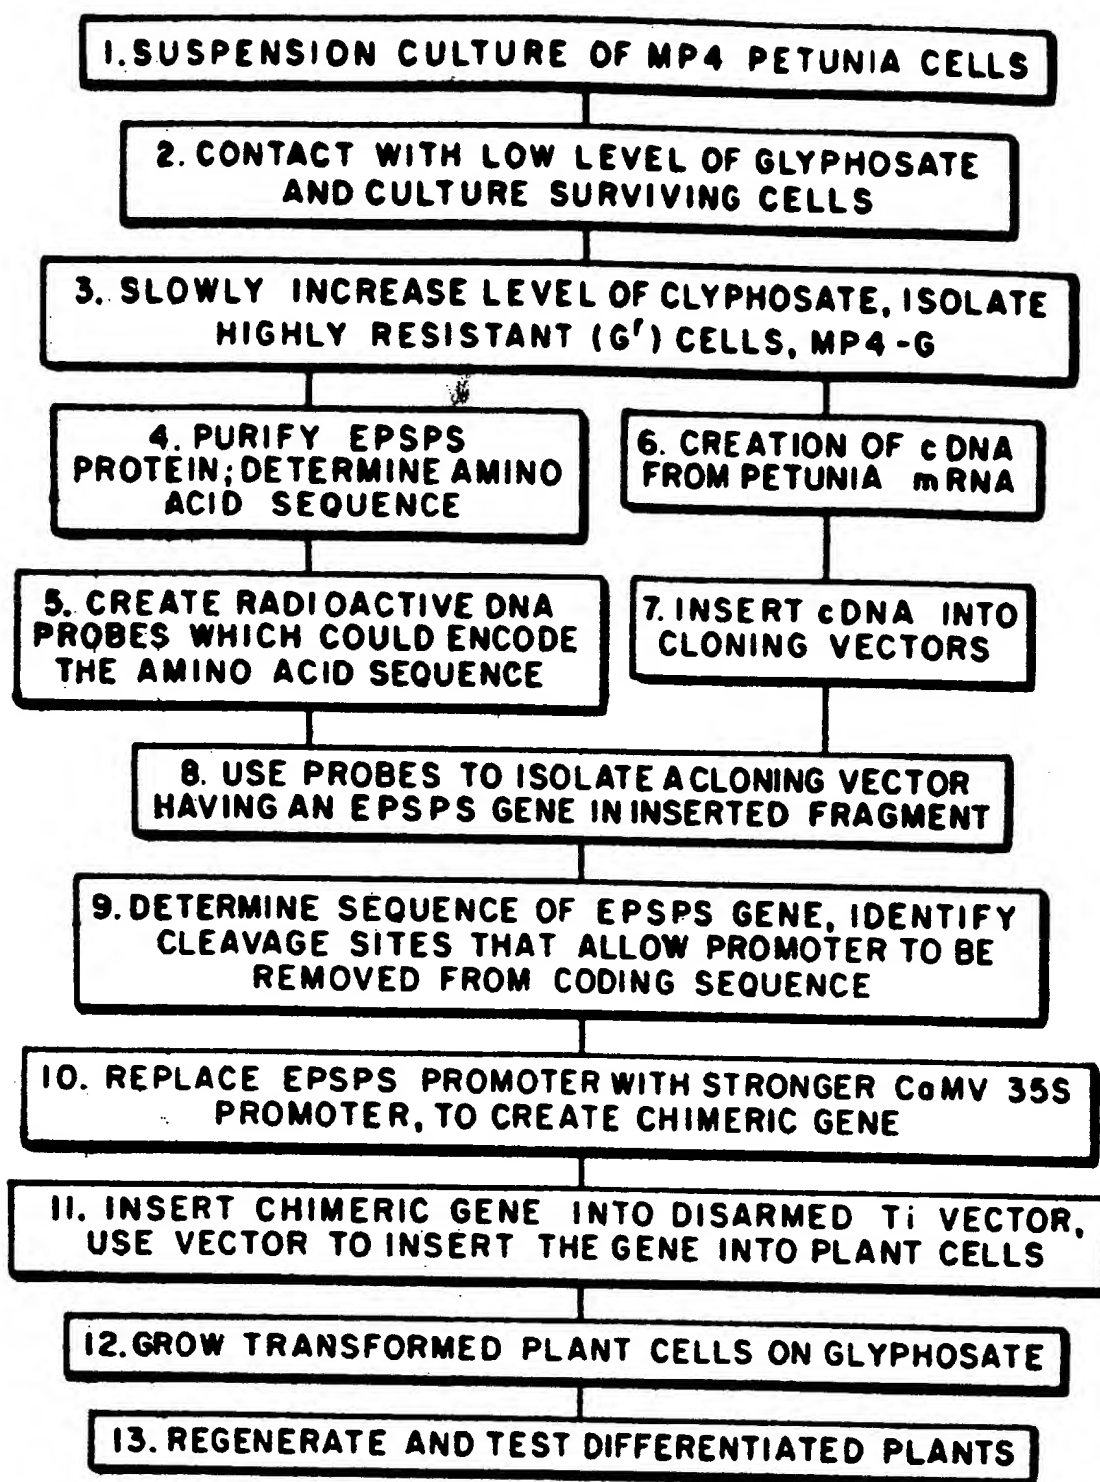 1. SUSPENSION CULTURE OF MP4 PETUNIA CELLS
2. CONTACT WITH LOW LEVEL OF GLYPHOSATE
AND CULTURE SURVIVING CELLS
3. SLOWLY INCREASE LEVEL OF CLYPHOSATE, ISOLATE
HIGHLY RESISTANT (Gʳ) CELLS, MP4-G
4. PURIFY EPSPS
PROTEIN; DETERMINE AMINO
ACID SEQUENCE
5. CREATE RADIOACTIVE DNA
PROBES WHICH COULD ENCODE
THE AMINO ACID SEQUENCE
6. CREATION OF cDNA
FROM PETUNIA mRNA
7. INSERT cDNA INTO
CLONING VECTORS
8. USE PROBES TO ISOLATE A CLONING VECTOR
HAVING AN EPSPS GENE IN INSERTED FRAGMENT
9. DETERMINE SEQUENCE OF EPSPS GENE, IDENTIFY
CLEAVAGE SITES THAT ALLOW PROMOTER TO BE
REMOVED FROM CODING SEQUENCE
10. REPLACE EPSPS PROMOTER WITH STRONGER CaMV 35S
PROMOTER, TO CREATE CHIMERIC GENE
11. INSERT CHIMERIC GENE INTO DISARMED Ti VECTOR,
USE VECTOR TO INSERT THE GENE INTO PLANT CELLS
12. GROW TRANSFORMED PLANT CELLS ON GLYPHOSATE
13. REGENERATE AND TEST DIFFERENTIATED PLANTS